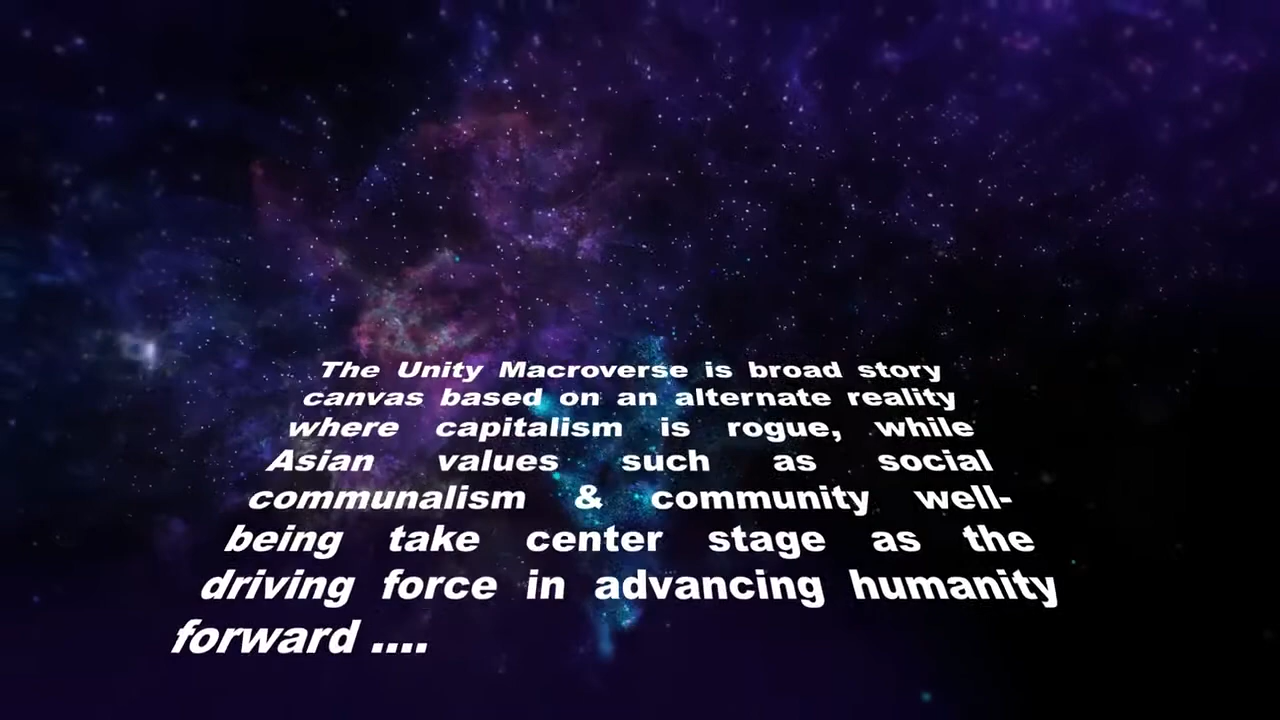 The Unity Macroverse is broad story
canvas based on an alternate reality
where capitalism is rogue, while
Asian values such as social
communalism & community well-
being take center stage as the
driving force in advancing humanity
forward ....